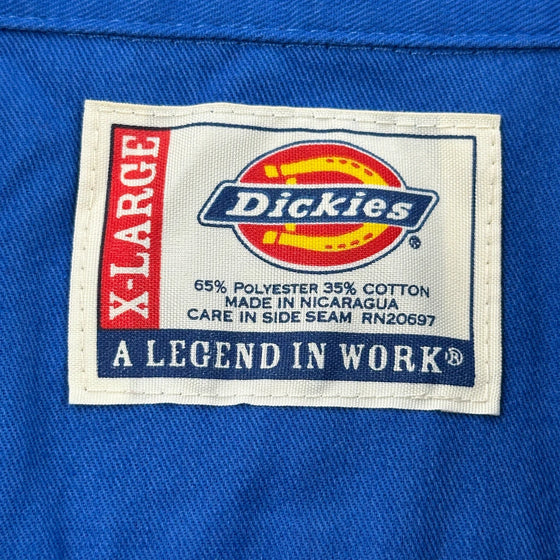 X-LARGE
Dickies®
65% POLYESTER 35% COTTON
MADE IN NICARAGUA
CARE IN SIDE SEAM RN20697
A LEGEND IN WORK®